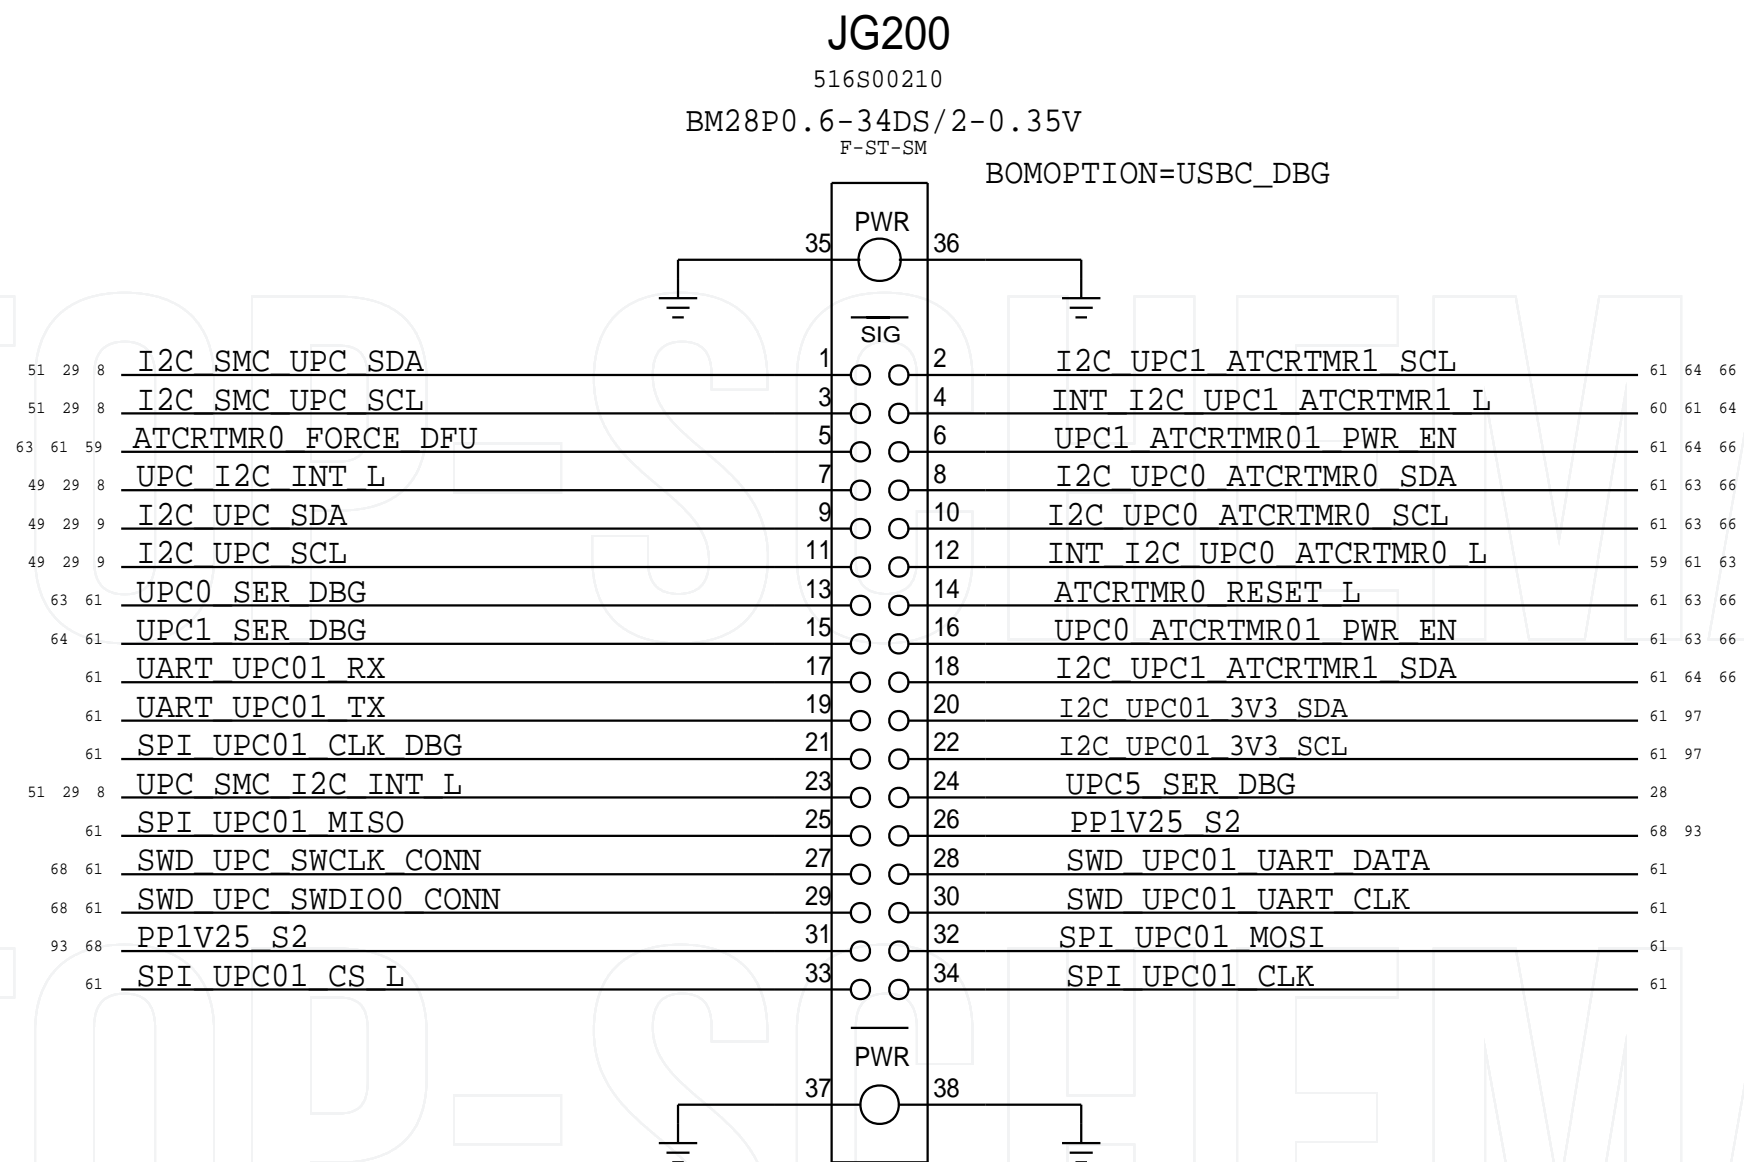 JG200
516S00210
BM28P0.6-34DS/2-0.35V
F-ST-SM
BOMOPTION=USBC_DBG
PWR
35 36
SIG
51 29 8 I2C_SMC_UPC_SDA 1 2 I2C_UPC1_ATCRTMR1_SCL 61 64 66
51 29 8 I2C_SMC_UPC_SCL 3 4 INT_I2C_UPC1_ATCRTMR1_L 60 61 64
63 61 59 ATCRTMR0_FORCE_DFU 5 6 UPC1_ATCRTMR01_PWR_EN 61 64 66
49 29 8 UPC_I2C_INT_L 7 8 I2C_UPC0_ATCRTMR0_SDA 61 63 66
49 29 9 I2C_UPC_SDA 9 10 I2C_UPC0_ATCRTMR0_SCL 61 63 66
49 29 9 I2C_UPC_SCL 11 12 INT_I2C_UPC0_ATCRTMR0_L 59 61 63
63 61 UPC0_SER_DBG 13 14 ATCRTMR0_RESET_L 61 63 66
64 61 UPC1_SER_DBG 15 16 UPC0_ATCRTMR01_PWR_EN 61 63 66
61 UART_UPC01_RX 17 18 I2C_UPC1_ATCRTMR1_SDA 61 64 66
61 UART_UPC01_TX 19 20 I2C_UPC01_3V3_SDA 61 97
61 SPI_UPC01_CLK_DBG 21 22 I2C_UPC01_3V3_SCL 61 97
51 29 8 UPC_SMC_I2C_INT_L 23 24 UPC5_SER_DBG 28
61 SPI_UPC01_MISO 25 26 PP1V25_S2 68 93
68 61 SWD_UPC_SWCLK_CONN 27 28 SWD_UPC01_UART_DATA 61
68 61 SWD_UPC_SWDIO0_CONN 29 30 SWD_UPC01_UART_CLK 61
93 68 PP1V25_S2 31 32 SPI_UPC01_MOSI 61
61 SPI_UPC01_CS_L 33 34 SPI_UPC01_CLK 61
PWR
37 38
TOP-SCHEMA
TOP-SCHEMA